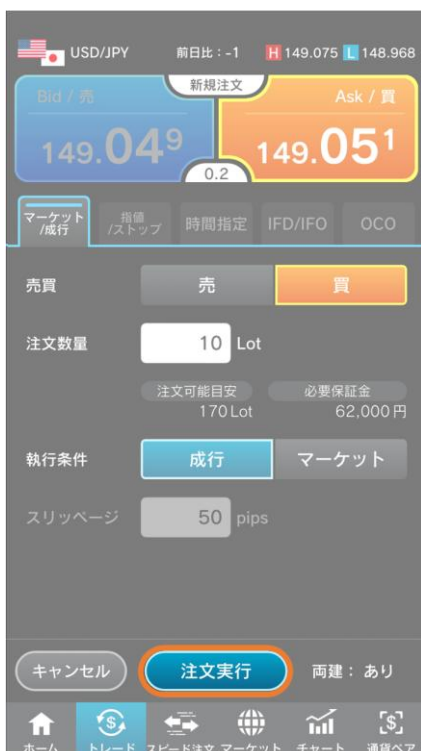 USD/JPY 前日比：-1 H 149.075 L 148.968
新規注文
Bid / 売 Ask / 買
149.049 149.051
0.2
マーケット/成行 指値/ストップ 時間指定 IFD/IFO OCO
売買 売 買
注文数量 10 Lot
注文可能目安 必要保証金
170 Lot 62,000 円
執行条件 成行 マーケット
スリッページ 50 pips
キャンセル 注文実行 両建： あり
ホーム トレード スピード注文 マーケット チャート 通貨ペア